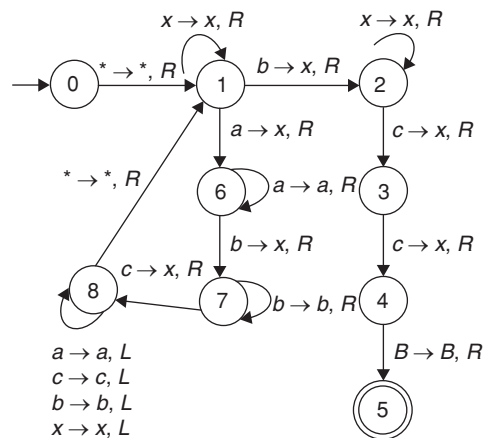 x → x, R
x → x, R
* → *, R
b → x, R
0
1
2
a → x, R
c → x, R
* → *, R
6
a → a, R
3
b → x, R
c → x, R
c → x, R
8
7
b → b, R
4
a → a, L
c → c, L
b → b, L
x → x, L
B → B, R
5